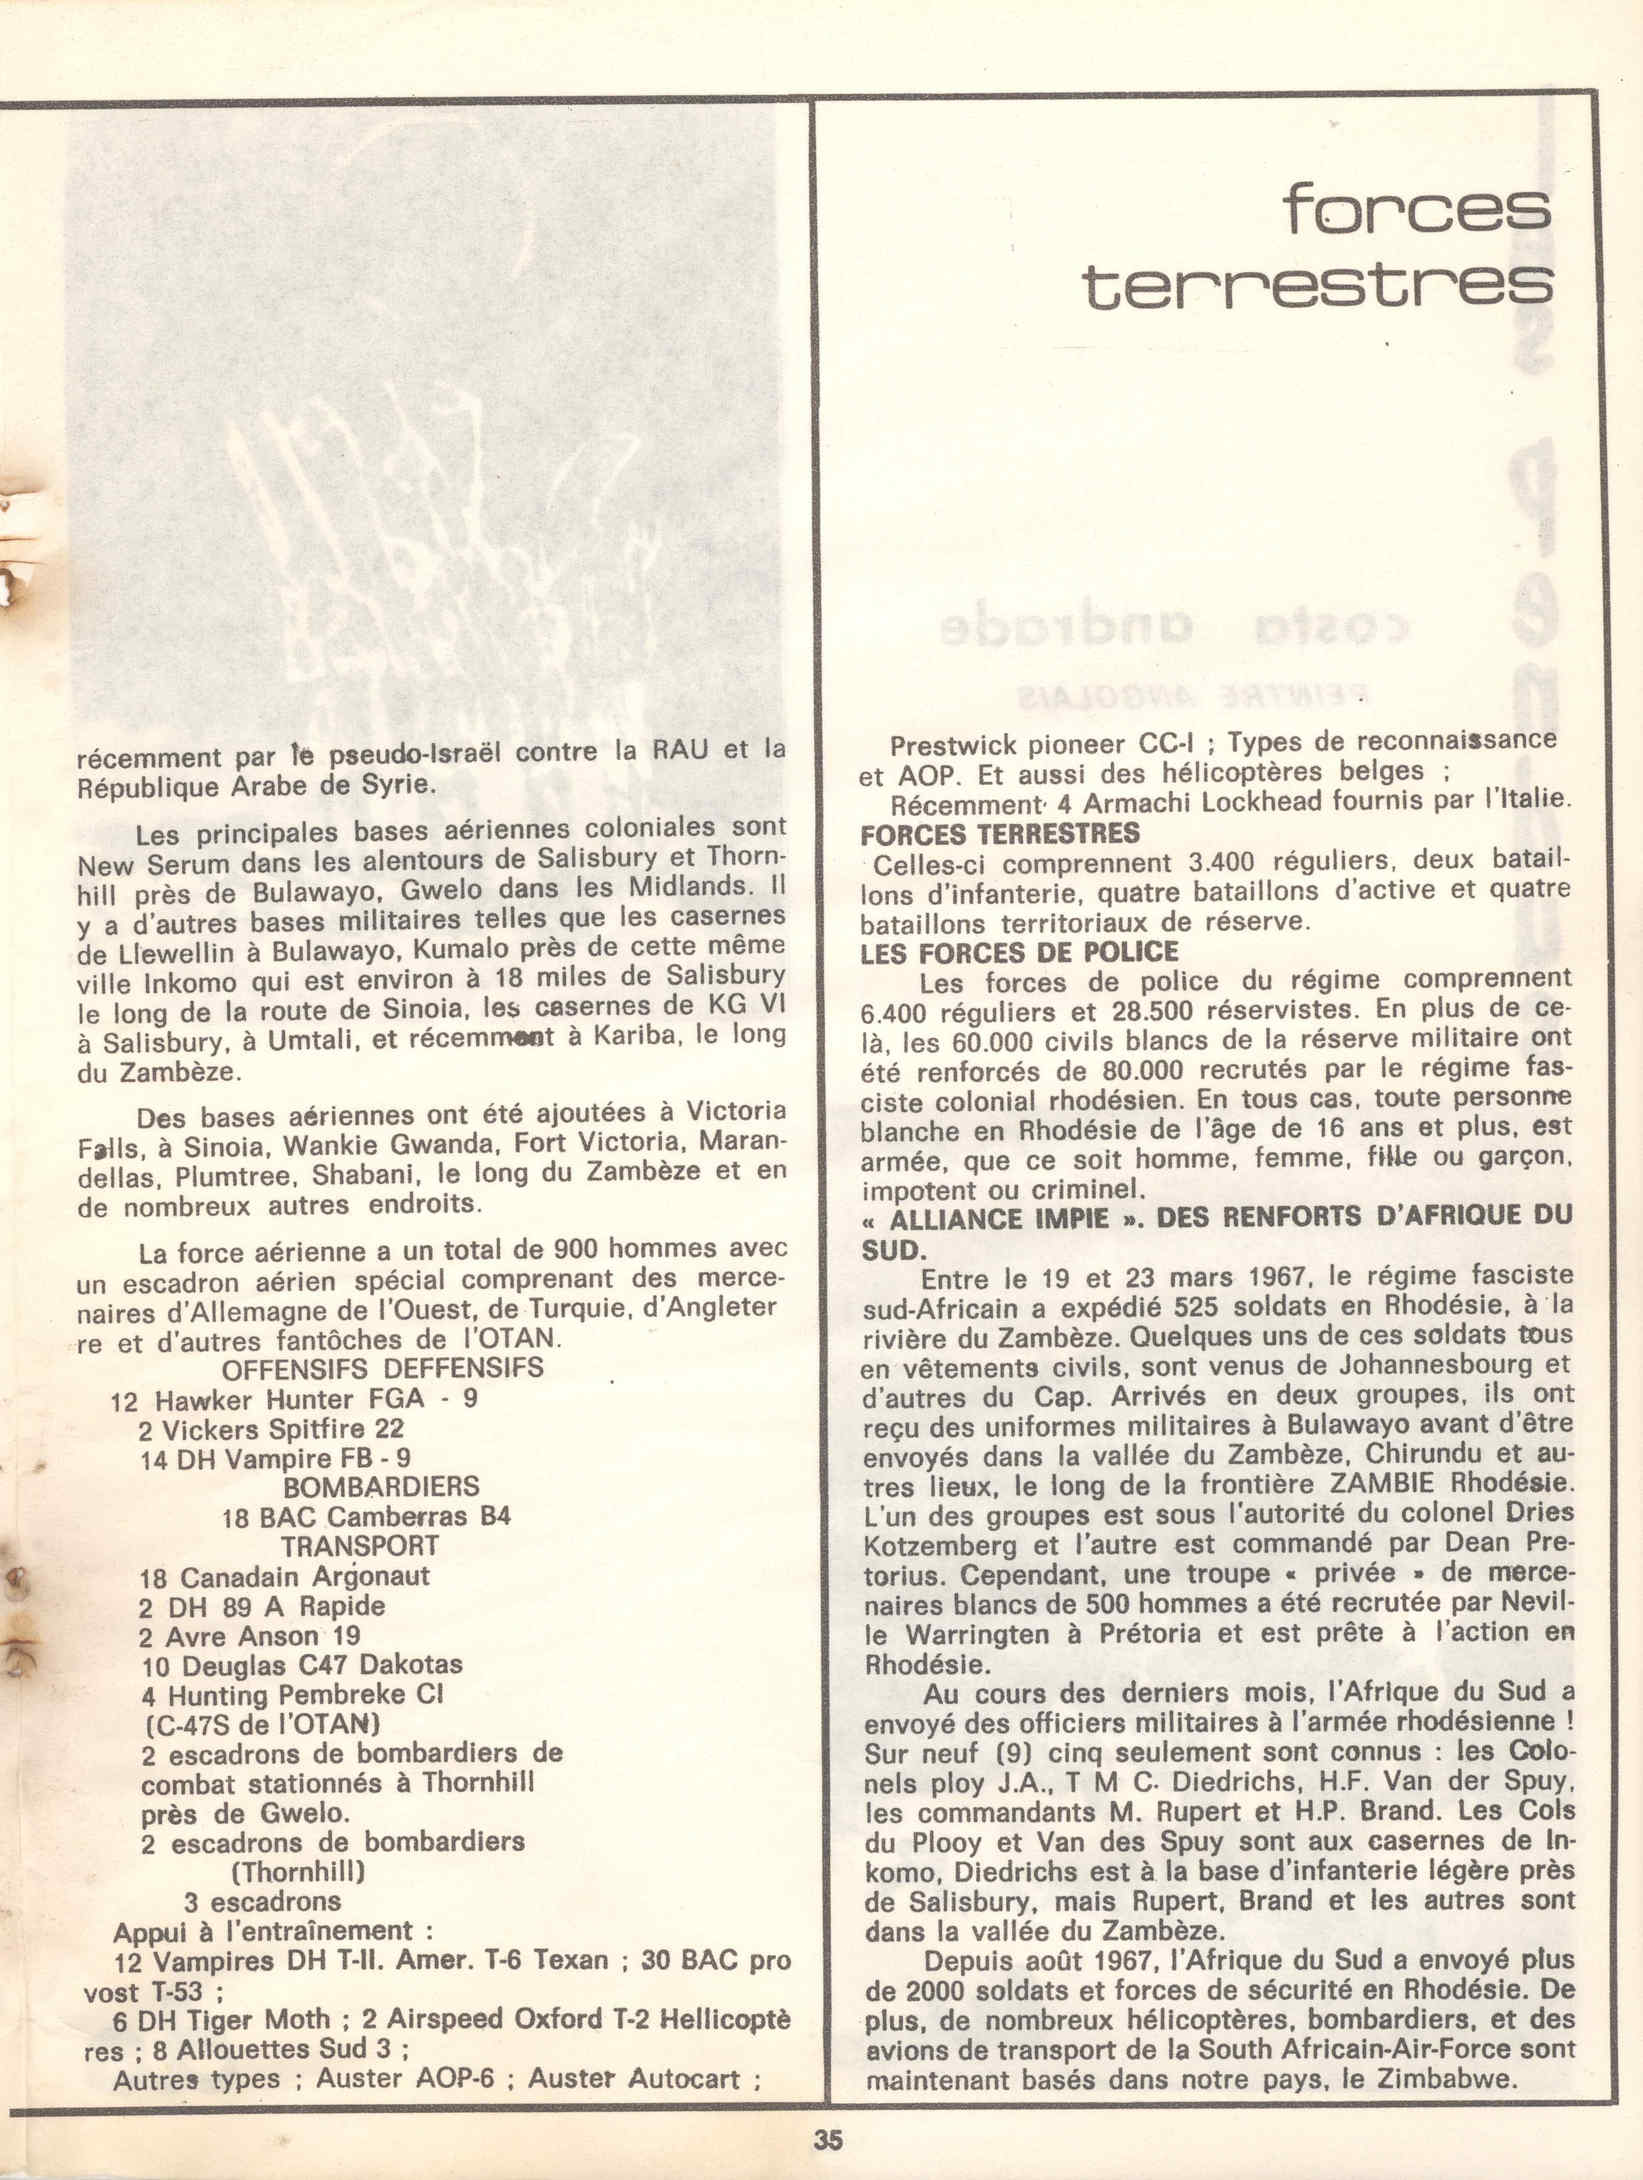 récemment par le pseudo-Israël contre la RAU et la
République Arabe de Syrie.
Les principales bases aériennes coloniales sont
New Serum dans les alentours de Salisbury et Thorn-
hill près de Bulawayo, Gwelo dans les Midlands. Il
y a d'autres bases militaires telles que les casernes
de Llewellin à Bulawayo, Kumalo près de cette même
ville Inkomo qui est environ à 18 miles de Salisbury
le long de la route de Sinoia, les casernes de KG VI
à Salisbury, à Umtali, et récemment à Kariba, le long
du Zambèze.
Des bases aériennes ont été ajoutées à Victoria
Falls, à Sinoia, Wankie Gwanda, Fort Victoria, Maran-
dellas, Plumtree, Shabani, le long du Zambèze et en
de nombreux autres endroits.
La force aérienne a un total de 900 hommes avec
un escadron aérien spécial comprenant des merce-
naires d'Allemagne de l'Ouest, de Turquie, d'Angleter
re et d'autres fantôches de l'OTAN.
OFFENSIFS DEFFENSIFS
12 Hawker Hunter FGA - 9
2 Vickers Spitfire 22
14 DH Vampire FB - 9
BOMBARDIERS
18 BAC Camberras B4
TRANSPORT
18 Canadain Argonaut
2 DH 89 A Rapide
2 Avre Anson 19
10 Deuglas C47 Dakotas
4 Hunting Pembreke CI
(C-47S de l'OTAN)
2 escadrons de bombardiers de
combat stationnés à Thornhill
près de Gwelo.
2 escadrons de bombardiers
(Thornhill)
3 escadrons
Appui à l'entraînement :
12 Vampires DH T-II. Amer. T-6 Texan ; 30 BAC pro
vost T-53 ;
6 DH Tiger Moth ; 2 Airspeed Oxford T-2 Hellicoptè
res ; 8 Allouettes Sud 3 ;
Autres types ; Auster AOP-6 ; Auster Autocart ;
forces
terrestres
Prestwick pioneer CC-I ; Types de reconnaissance
et AOP. Et aussi des hélicoptères belges ;
Récemment 4 Armachi Lockhead fournis par l'Italie.
FORCES TERRESTRES
Celles-ci comprennent 3.400 réguliers, deux batail-
lons d'infanterie, quatre bataillons d'active et quatre
bataillons territoriaux de réserve.
LES FORCES DE POLICE
Les forces de police du régime comprennent
6.400 réguliers et 28.500 réservistes. En plus de ce-
là, les 60.000 civils blancs de la réserve militaire ont
été renforcés de 80.000 recrutés par le régime fas-
ciste colonial rhodésien. En tous cas, toute personne
blanche en Rhodésie de l'âge de 16 ans et plus, est
armée, que ce soit homme, femme, fille ou garçon,
impotent ou criminel.
« ALLIANCE IMPIE ». DES RENFORTS D'AFRIQUE DU
SUD.
Entre le 19 et 23 mars 1967, le régime fasciste
sud-Africain a expédié 525 soldats en Rhodésie, à la
rivière du Zambèze. Quelques uns de ces soldats tous
en vêtements civils, sont venus de Johannesbourg et
d'autres du Cap. Arrivés en deux groupes, ils ont
reçu des uniformes militaires à Bulawayo avant d'être
envoyés dans la vallée du Zambèze, Chirundu et au-
tres lieux, le long de la frontière ZAMBIE Rhodésie.
L'un des groupes est sous l'autorité du colonel Dries
Kotzemberg et l'autre est commandé par Dean Pre-
torius. Cependant, une troupe « privée » de merce-
naires blancs de 500 hommes a été recrutée par Nevil-
le Warringten à Prétoria et est prête à l'action en
Rhodésie.
Au cours des derniers mois, l'Afrique du Sud a
envoyé des officiers militaires à l'armée rhodésienne !
Sur neuf (9) cinq seulement sont connus : les Colo-
nels ploy J.A., T M C. Diedrichs, H.F. Van der Spuy,
les commandants M. Rupert et H.P. Brand. Les Cols
du Plooy et Van des Spuy sont aux casernes de In-
komo, Diedrichs est à la base d'infanterie légère près
de Salisbury, mais Rupert, Brand et les autres sont
dans la vallée du Zambèze.
Depuis août 1967, l'Afrique du Sud a envoyé plus
de 2000 soldats et forces de sécurité en Rhodésie. De
plus, de nombreux hélicoptères, bombardiers, et des
avions de transport de la South Africain-Air-Force sont
maintenant basés dans notre pays, le Zimbabwe.
35